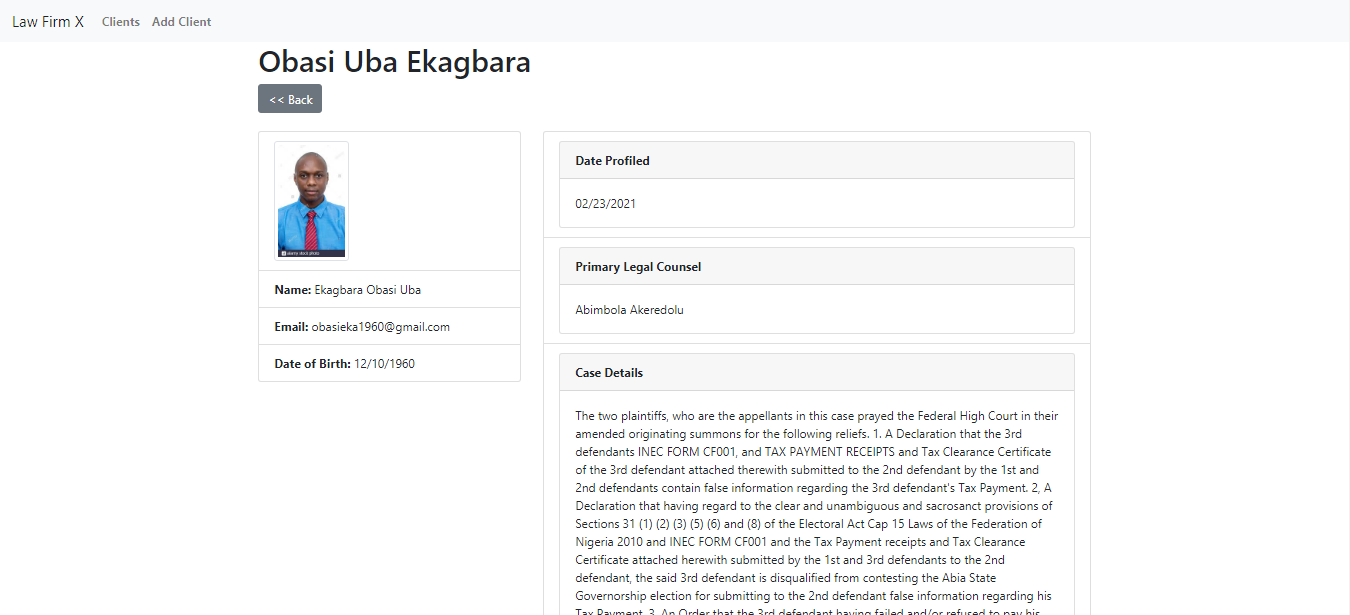 Law Firm X Clients Add Client
Obasi Uba Ekagbara
<< Back
alamy stock photo
Name: Ekagbara Obasi Uba
Email: obasieka1960@gmail.com
Date of Birth: 12/10/1960
Date Profiled
02/23/2021
Primary Legal Counsel
Abimbola Akeredolu
Case Details
The two plaintiffs, who are the appellants in this case prayed the Federal High Court in their
amended originating summons for the following reliefs. 1. A Declaration that the 3rd
defendants INEC FORM CF001, and TAX PAYMENT RECEIPTS and Tax Clearance Certificate
of the 3rd defendant attached therewith submitted to the 2nd defendant by the 1st and
2nd defendants contain false information regarding the 3rd defendant's Tax Payment. 2, A
Declaration that having regard to the clear and unambiguous and sacrosanct provisions of
Sections 31 (1) (2) (3) (5) (6) and (8) of the Electoral Act Cap 15 Laws of the Federation of
Nigeria 2010 and INEC FORM CF001 and the Tax Payment receipts and Tax Clearance
Certificate attached herewith submitted by the 1st and 3rd defendants to the 2nd
defendant, the said 3rd defendant is disqualified from contesting the Abia State
Governorship election for submitting to the 2nd defendant false information regarding his
Tax Payment. 3. An Order that the 3rd defendant having failed and/or refused to pay his